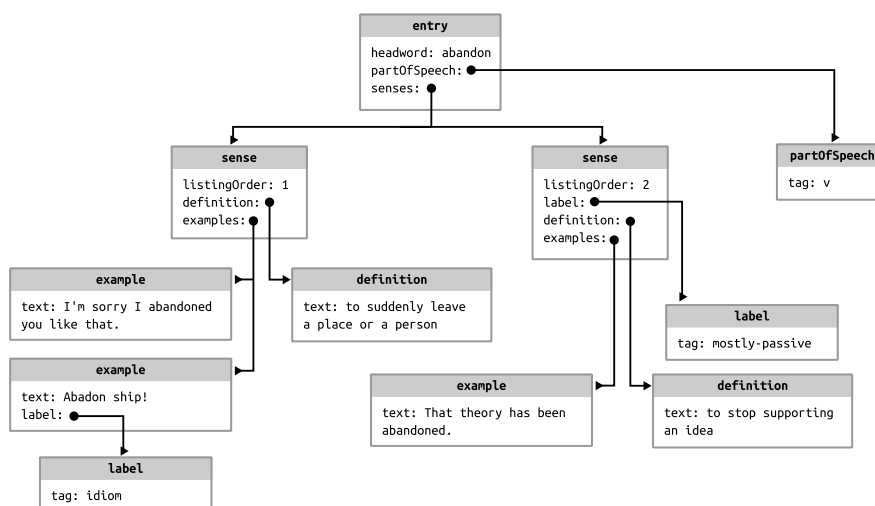 entry
headword: abandon
partOfSpeech:
senses:
sense
listingOrder: 1
definition:
examples:
sense
listingOrder: 2
label:
definition:
examples:
partOfSpeech
tag: v
example
text: I'm sorry I abandoned
you like that.
definition
text: to suddenly leave
a place or a person
label
tag: mostly-passive
example
text: Abadon ship!
label:
example
text: That theory has been
abandoned.
definition
text: to stop supporting
an idea
label
tag: idiom